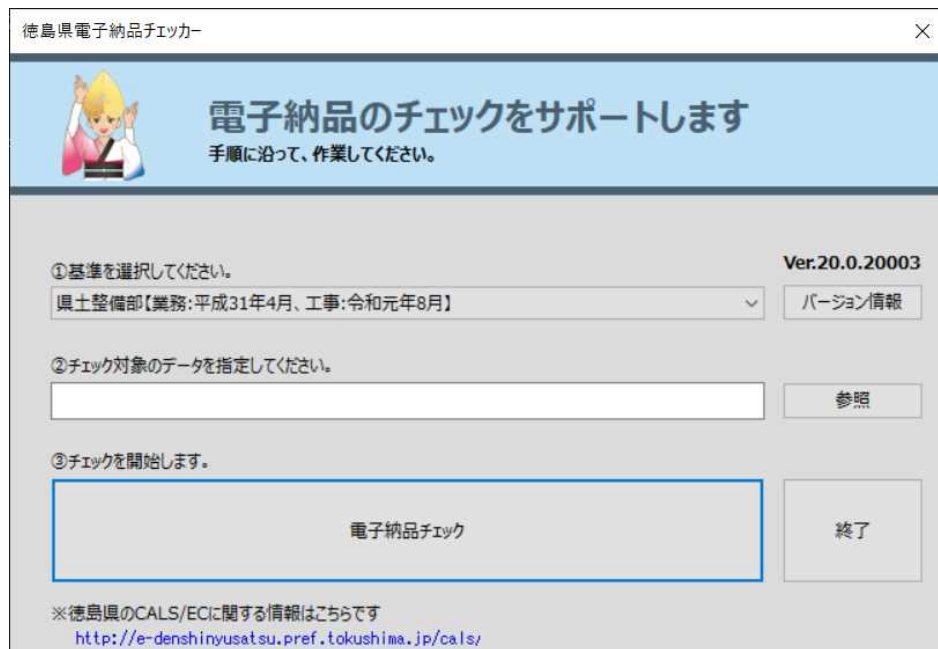 徳島県電子納品チェッカー
電子納品のチェックをサポートします
手順に沿って、作業してください。
①基準を選択してください。
Ver.20.0.20003
県土整備部【業務:平成31年4月、工事:令和元年8月】
バージョン情報
②チェック対象のデータを指定してください。
参照
③チェックを開始します。
電子納品チェック
終了
※徳島県のCALS/ECに関する情報はこちらです
http://e-denshinyusatsu.pref.tokushima.jp/cals/